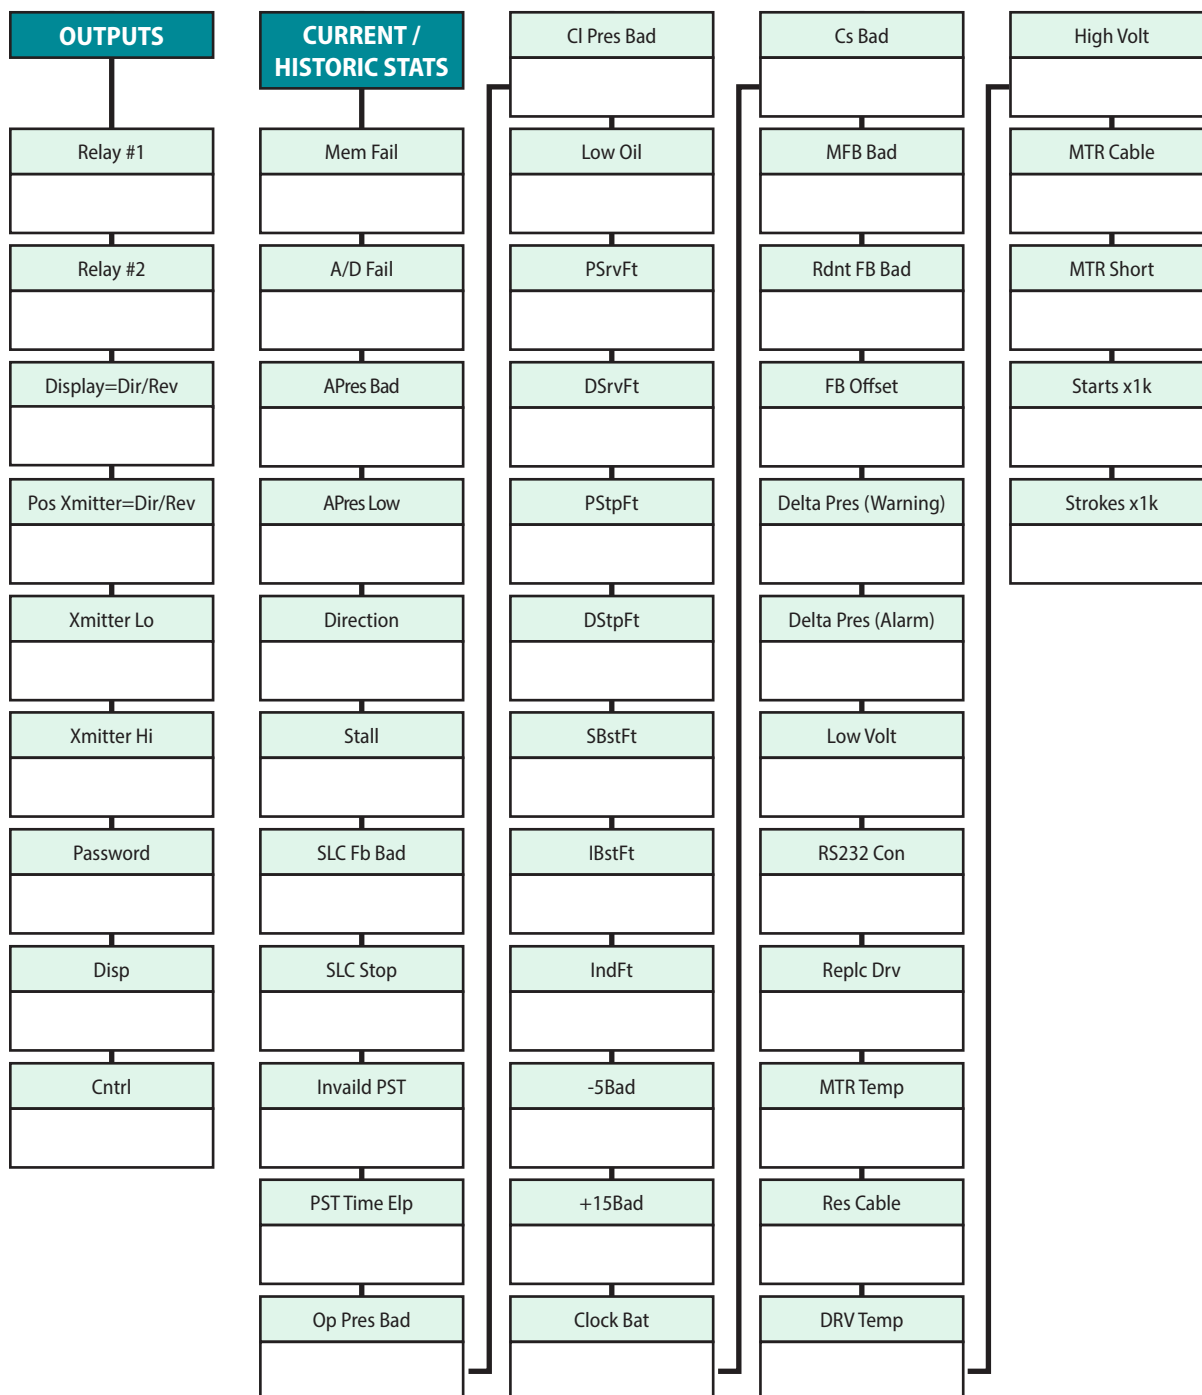 OUTPUTS
Relay #1
Relay #2
Display=Dir/Rev
Pos Xmitter=Dir/Rev
Xmitter Lo
Xmitter Hi
Password
Disp
Cntrl
CURRENT /
HISTORIC STATS
Mem Fail
A/D Fail
APres Bad
APres Low
Direction
Stall
SLC Fb Bad
SLC Stop
Invaild PST
PST Time Elp
Op Pres Bad
Cl Pres Bad
Low Oil
PSrvFt
DSrvFt
PStpFt
DStpFt
SBstFt
IBstFt
IndFt
-5Bad
+15Bad
Clock Bat
Cs Bad
MFB Bad
Rdnt FB Bad
FB Offset
Delta Pres (Warning)
Delta Pres (Alarm)
Low Volt
RS232 Con
Replc Drv
MTR Temp
Res Cable
DRV Temp
High Volt
MTR Cable
MTR Short
Starts x1k
Strokes x1k